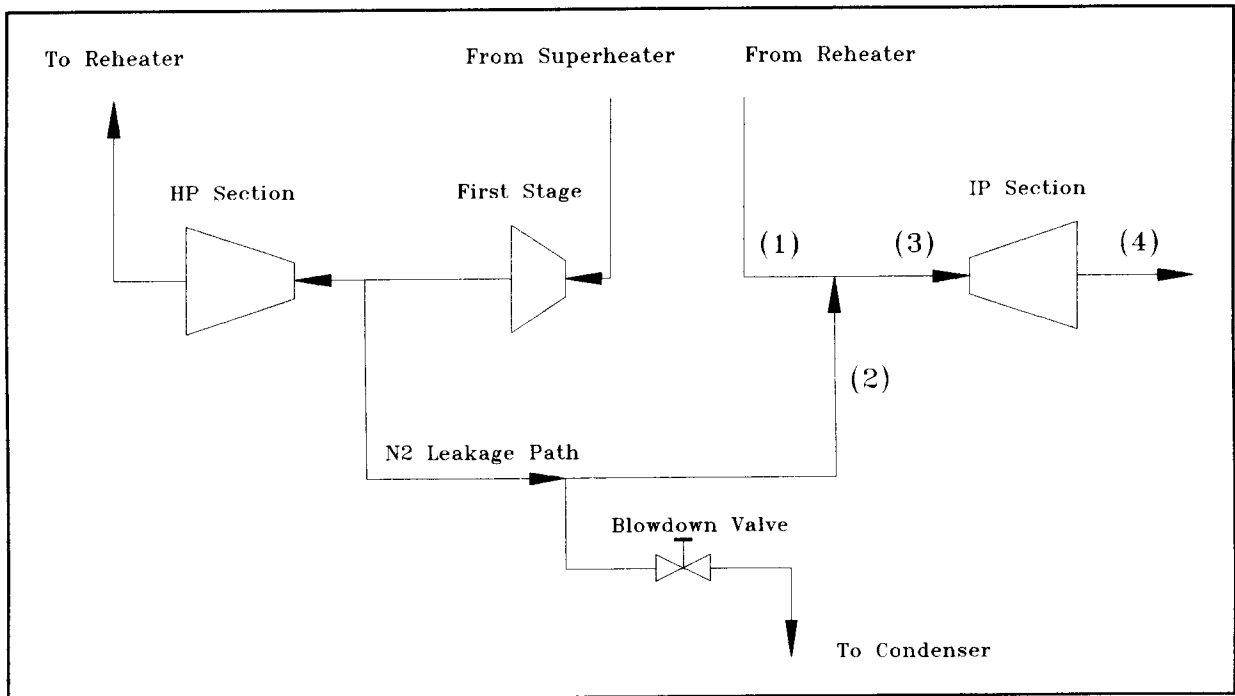 To Reheater
From Superheater
From Reheater
HP Section
First Stage
IP Section
(1)
(3)
(4)
(2)
N2 Leakage Path
Blowdown Valve
To Condenser